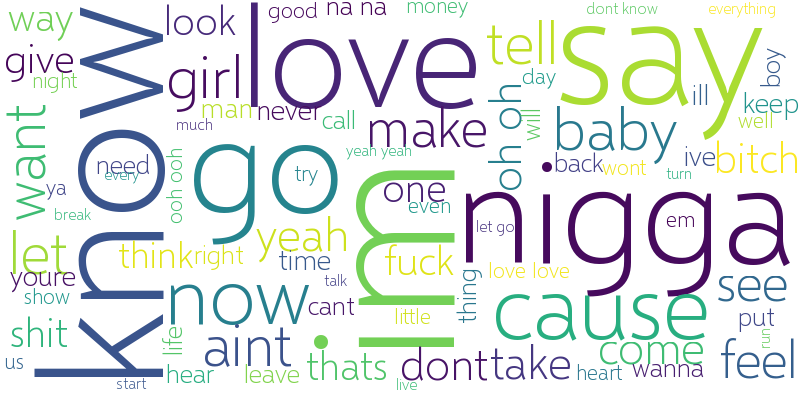 way
look
good
na na
money
dont know
everything
give
know
girl
love
tell
say
night
man
never
call
make
day
boy
oh oh
will
ill
keep
want
much
baby
well
need
every
ooh ooh
go
try
yeah yeah
back
wont
ive
bitch
ya
break
one
even
im
nigga
turn
let go
em
let
think
right
yeah
time
fuck
love love
thing
see
youre
show
now
cant
talk
little
cause
put
shit
life
aint
thats
dont
take
come
run
feel
us
start
hear
leave
live
heart
wanna